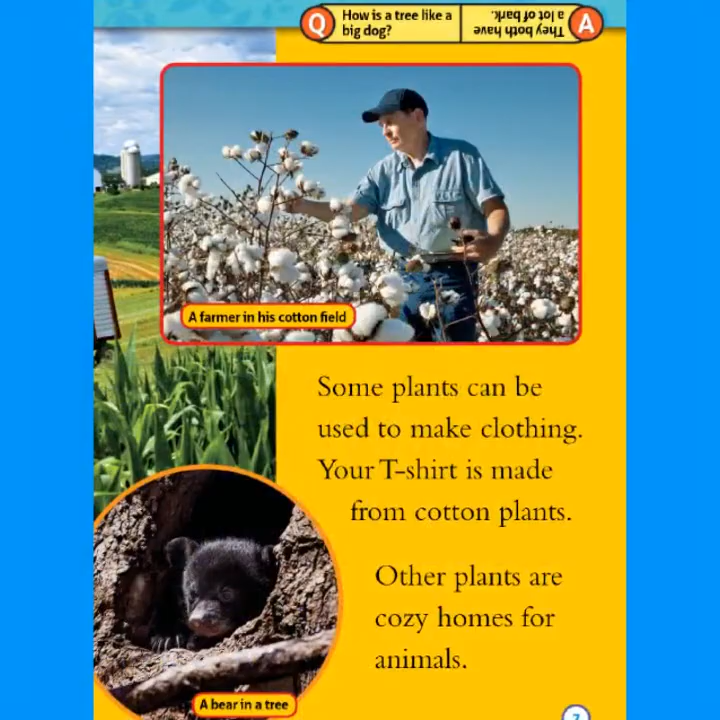 Q How is a tree like a
big dog?
They both have
a lot of bark. A
A farmer in his cotton field
Some plants can be
used to make clothing.
Your T-shirt is made
from cotton plants.
Other plants are
cozy homes for
animals.
A bear in a tree
7